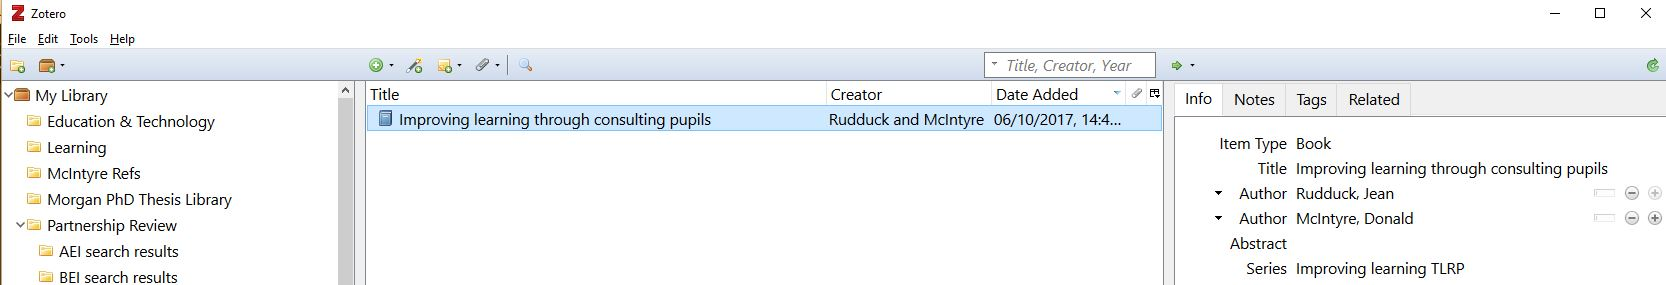 Zotero
File Edit Tools Help
Title, Creator, Year
My Library
Education & Technology
Learning
McIntyre Refs
Morgan PhD Thesis Library
Partnership Review
AEI search results
BEI search results
Title Creator Date Added
Improving learning through consulting pupils Rudduck and McIntyre 06/10/2017, 14:4...
Info Notes Tags Related
Item Type Book
Title Improving learning through consulting pupils
Author Rudduck, Jean
Author McIntyre, Donald
Abstract
Series Improving learning TLRP